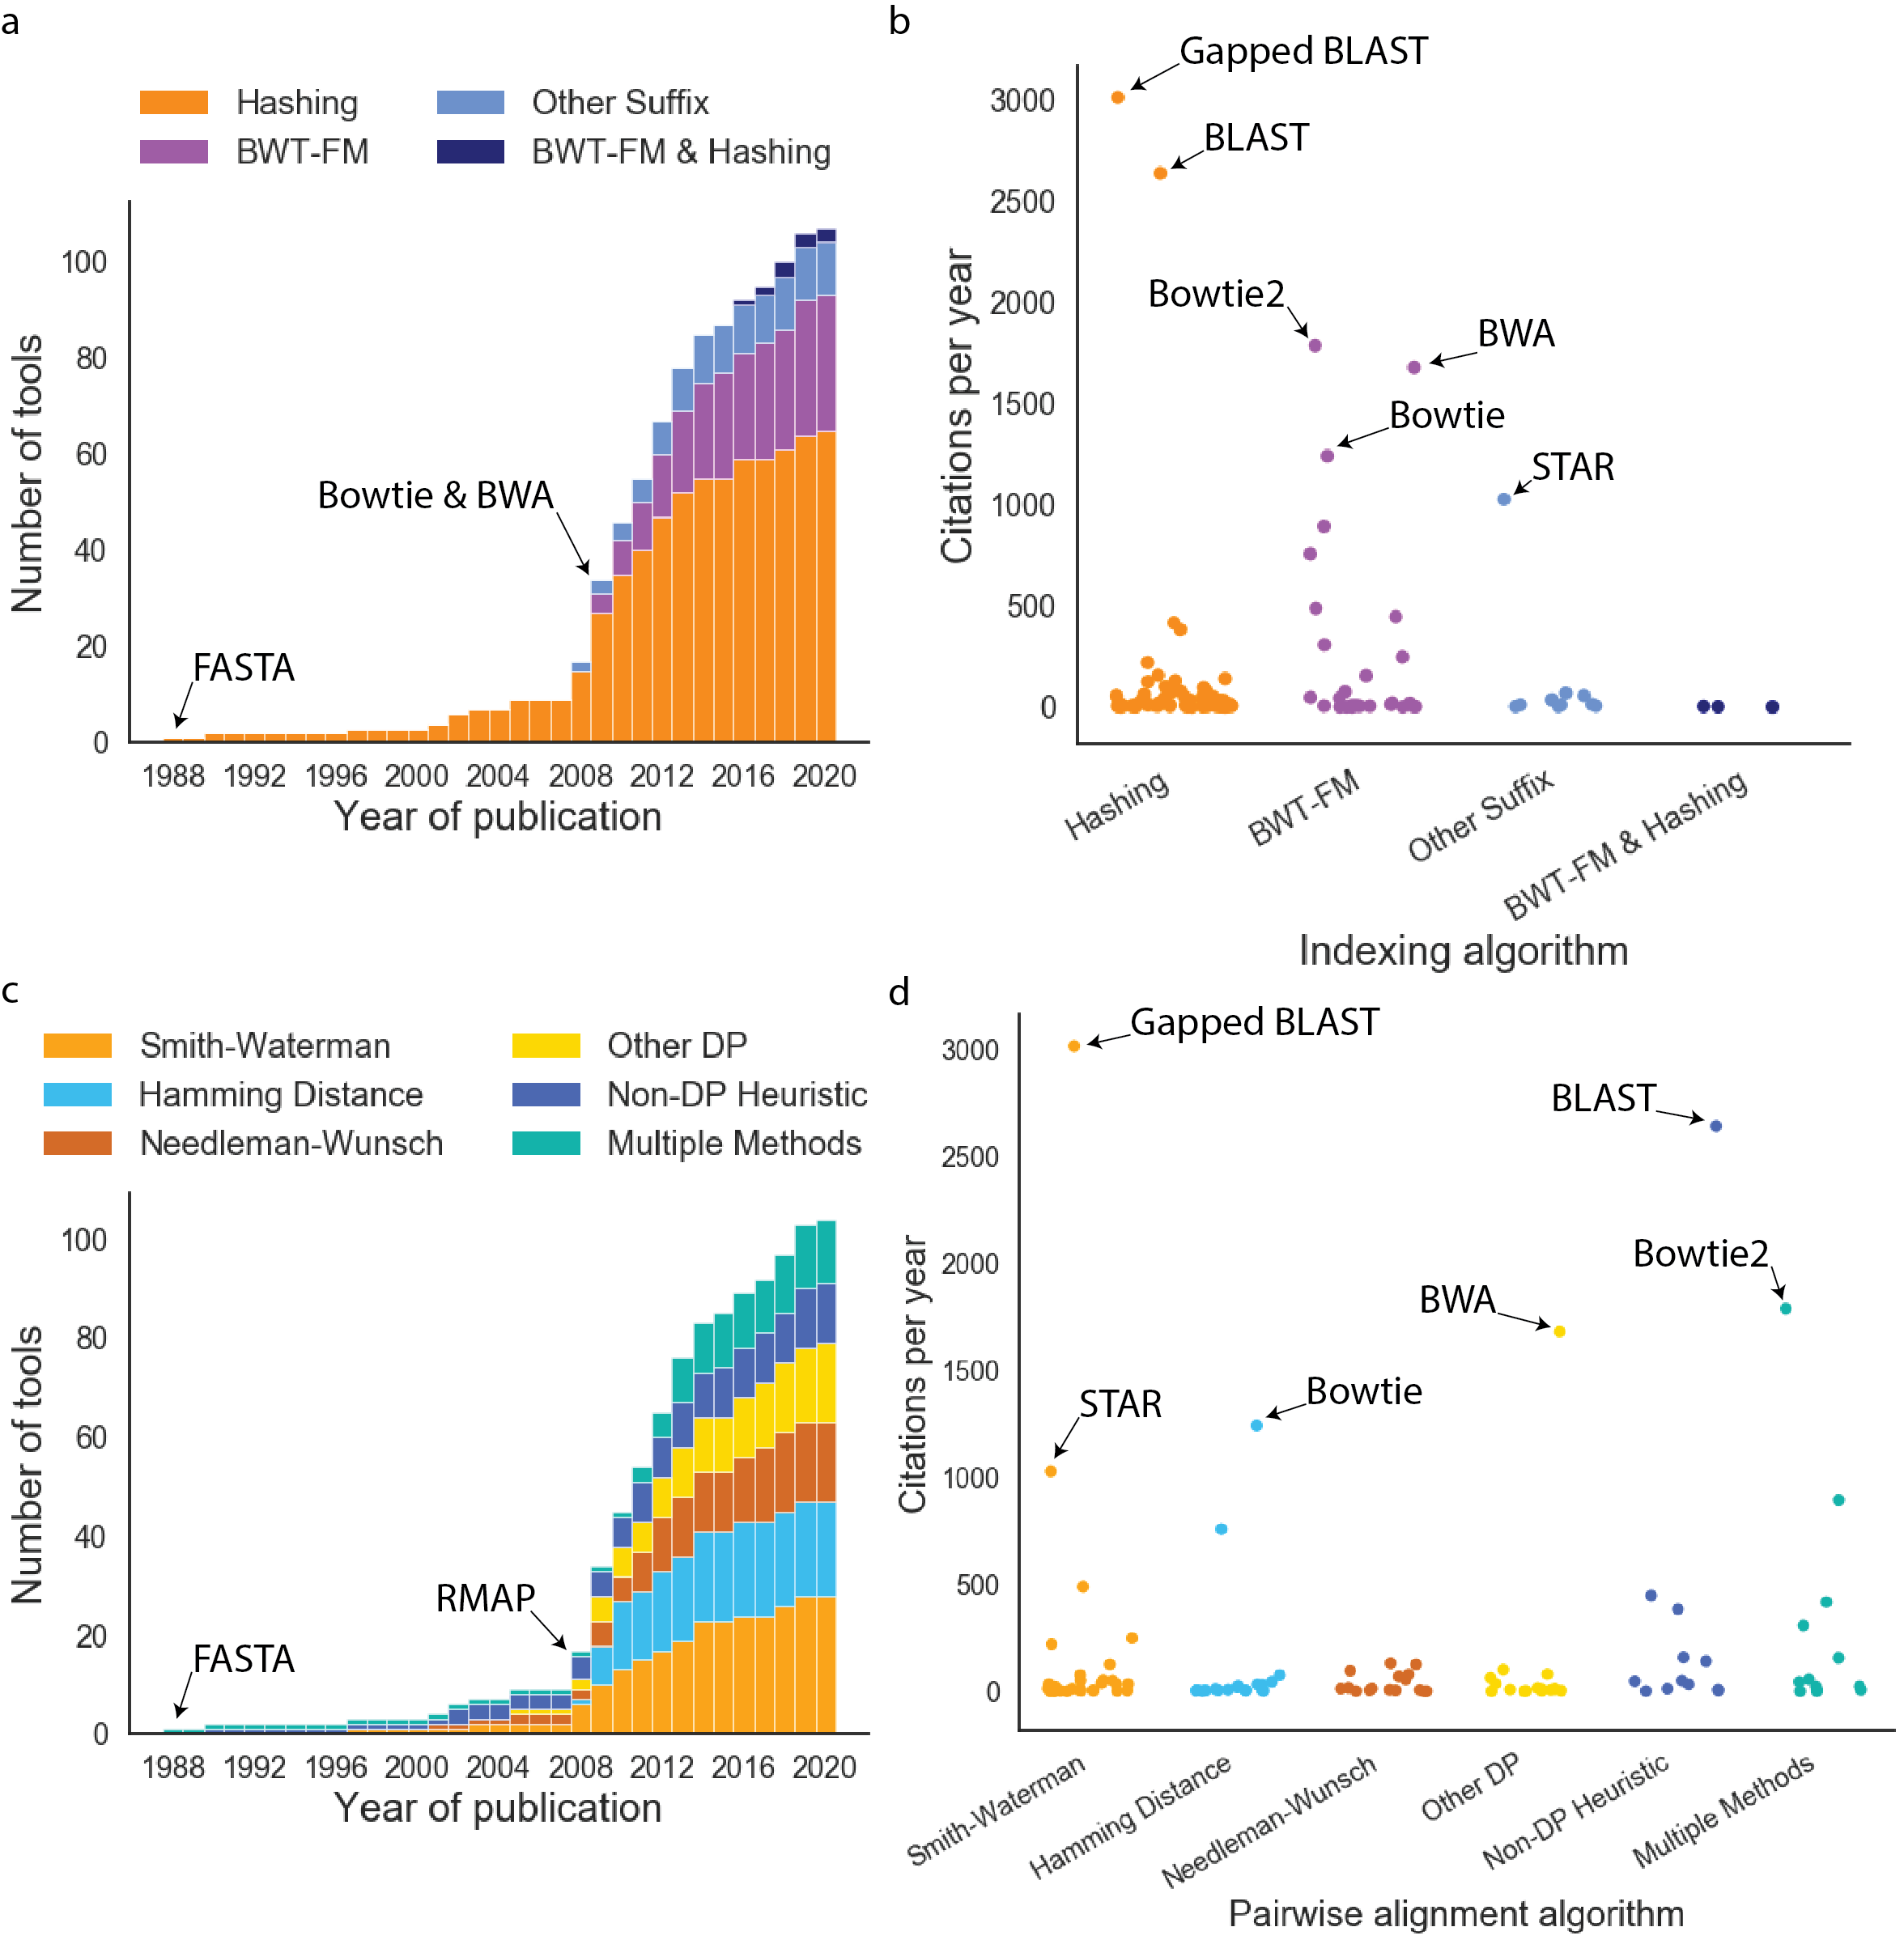 a
Hashing
Other Suffix
BWT-FM
BWT-FM & Hashing
Number of tools
100
80
60
40
20
0
FASTA
Bowtie & BWA
1988 1992 1996 2000 2004 2008 2012 2016 2020
Year of publication
b
Citations per year
3000
2500
2000
1500
1000
500
0
Gapped BLAST
BLAST
Bowtie2
BWA
Bowtie
STAR
Hashing
BWT-FM
Other Suffix
BWT-FM & Hashing
Indexing algorithm
c
Smith-Waterman
Other DP
Hamming Distance
Non-DP Heuristic
Needleman-Wunsch
Multiple Methods
Number of tools
100
80
60
40
20
0
RMAP
FASTA
1988 1992 1996 2000 2004 2008 2012 2016 2020
Year of publication
d
Citations per year
3000
2500
2000
1500
1000
500
0
Gapped BLAST
BLAST
Bowtie2
BWA
Bowtie
STAR
Smith-Waterman
Hamming Distance
Needleman-Wunsch
Other DP
Non-DP Heuristic
Multiple Methods
Pairwise alignment algorithm